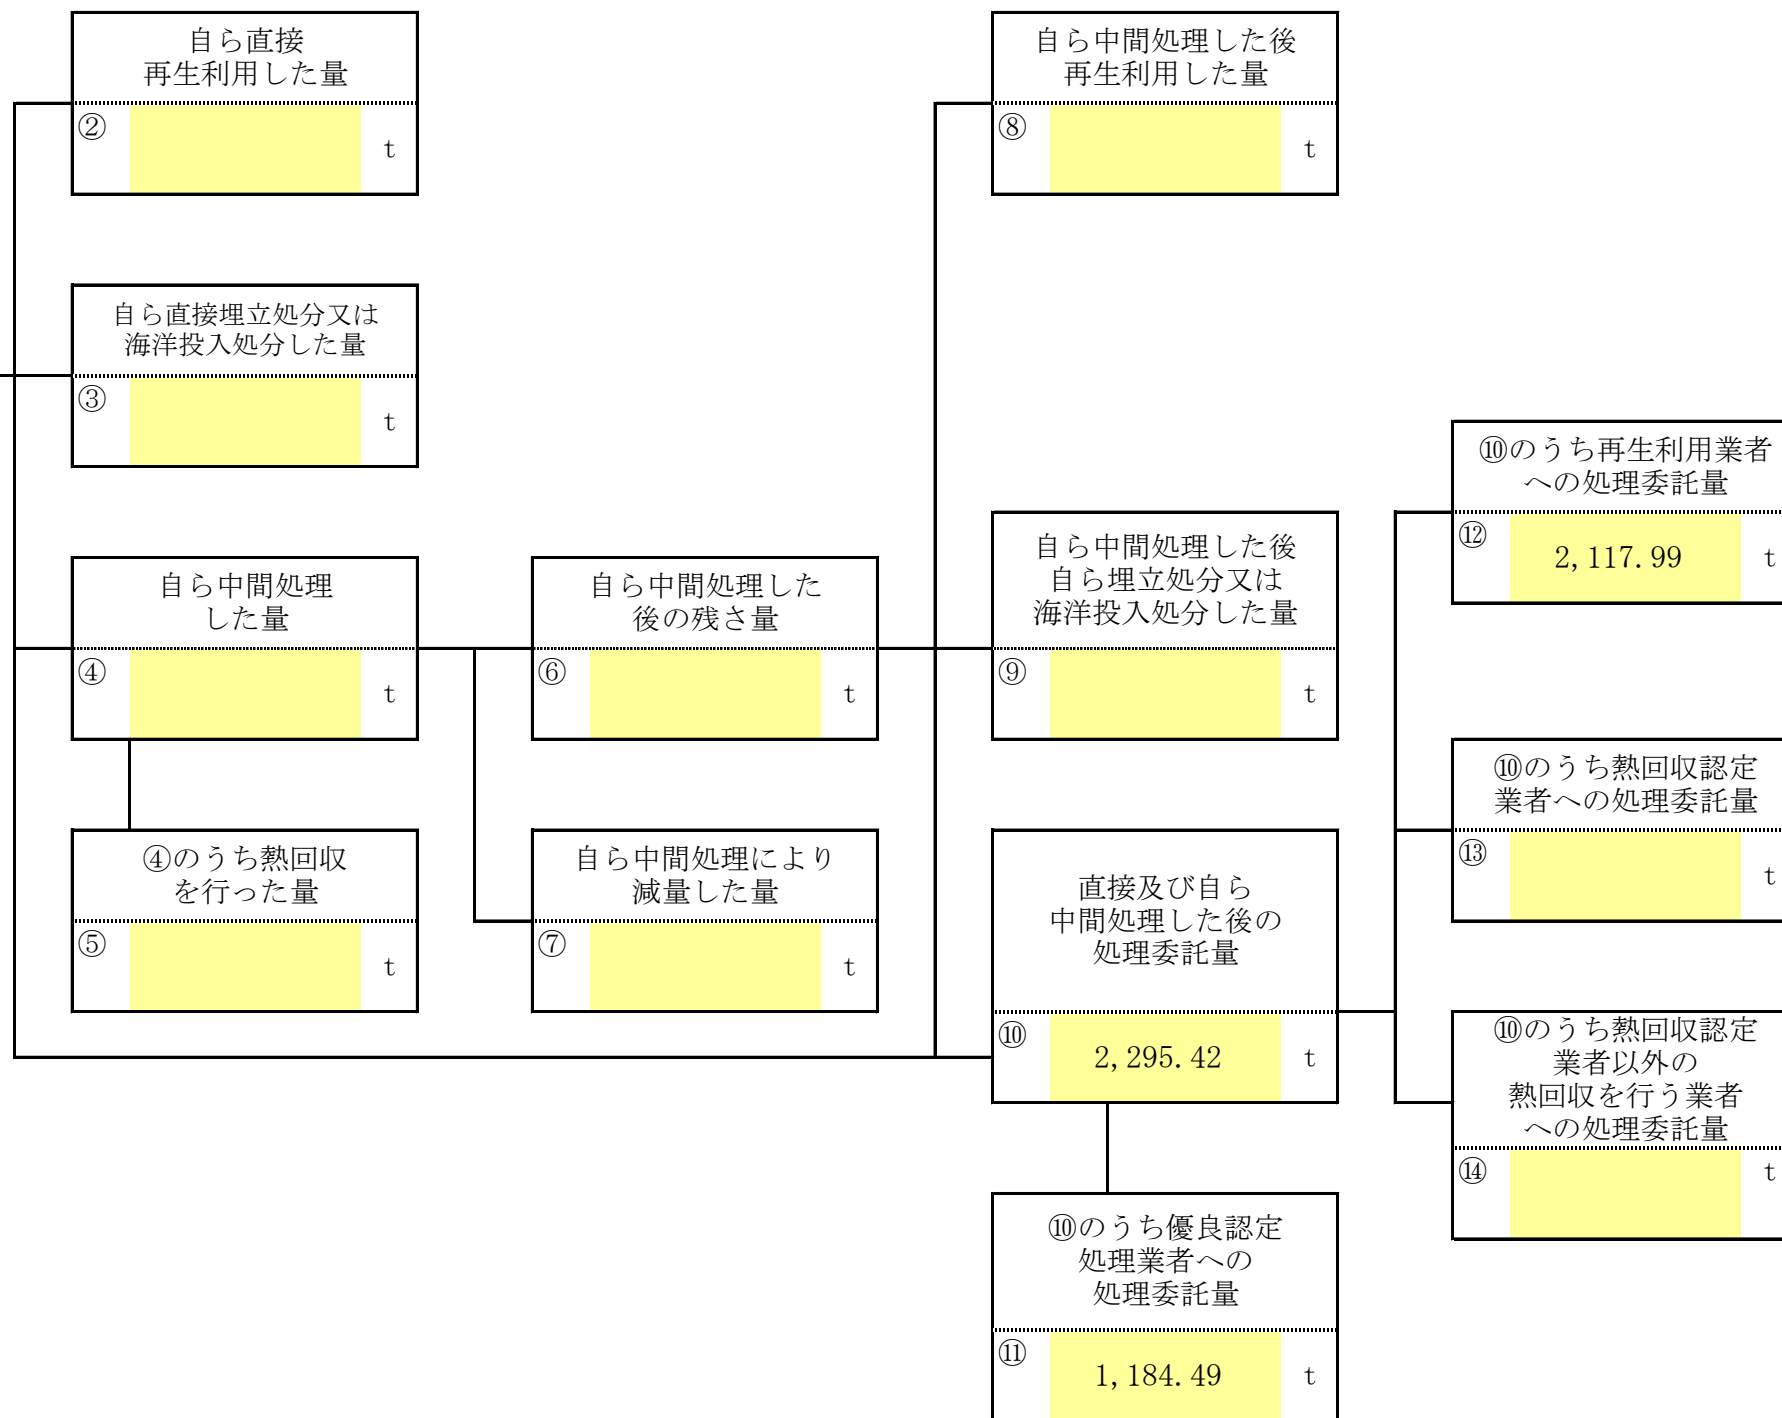 自ら直接
再生利用した量
②
t
自ら中間処理した後
再生利用した量
⑧
t
自ら直接埋立処分又は
海洋投入処分した量
③
t
⑩のうち再生利用業者
への処理委託量
⑫
2,117.99
t
自ら中間処理
した量
④
t
自ら中間処理した
後の残さ量
⑥
t
自ら中間処理した後
自ら埋立処分又は
海洋投入処分した量
⑨
t
⑩のうち熱回収認定
業者への処理委託量
⑬
t
④のうち熱回収
を行った量
⑤
t
自ら中間処理により
減量した量
⑦
t
直接及び自ら
中間処理した後の
処理委託量
⑩
2,295.42
t
⑩のうち熱回収認定
業者以外の
熱回収を行う業者
への処理委託量
⑭
t
⑩のうち優良認定
処理業者への
処理委託量
⑪
1,184.49
t